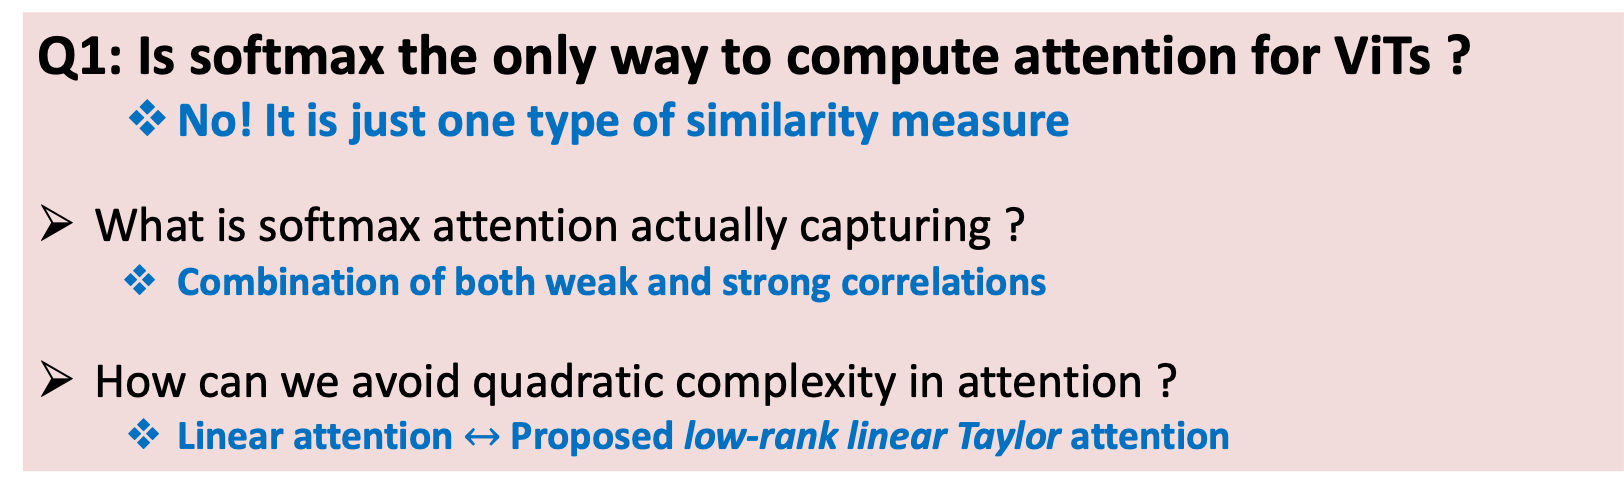 Q1: Is softmax the only way to compute attention for ViTs ?
❖ No! It is just one type of similarity measure
➢ What is softmax attention actually capturing ?
❖ Combination of both weak and strong correlations
➢ How can we avoid quadratic complexity in attention ?
❖ Linear attention ↔ Proposed low-rank linear Taylor attention